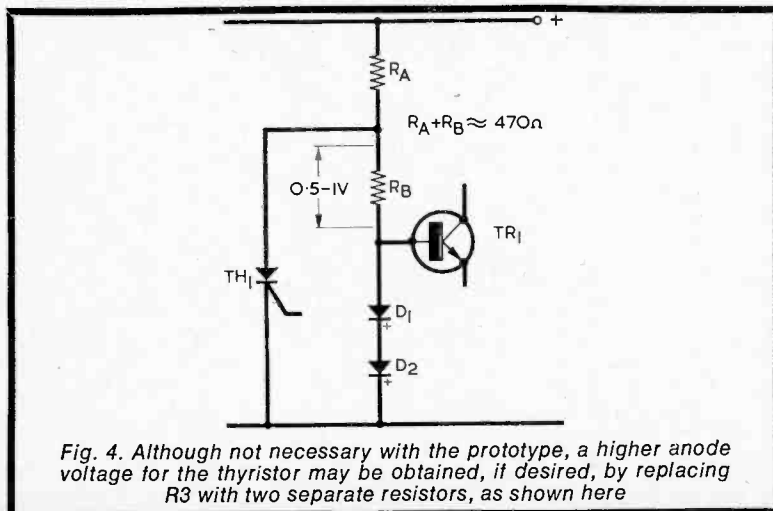 +
RA
RA+RB≈ 470Ω
0·5-1V
RB
TR1
TH1
D1
+
D2
+
Fig. 4. Although not necessary with the prototype, a higher anode
voltage for the thyristor may be obtained, if desired, by replacing
R3 with two separate resistors, as shown here